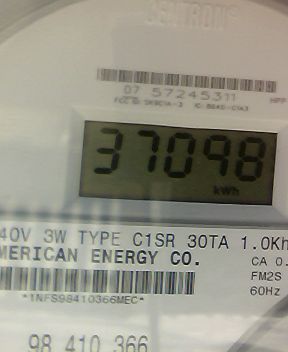 CENTRON®
07 57245311
37098
kWh
40V 3W TYPE C1SR 30TA 1.0Kh
MERICAN ENERGY CO.
CA 0.
FM2S
60Hz
*1NFS98410366MEC*
98 410 366